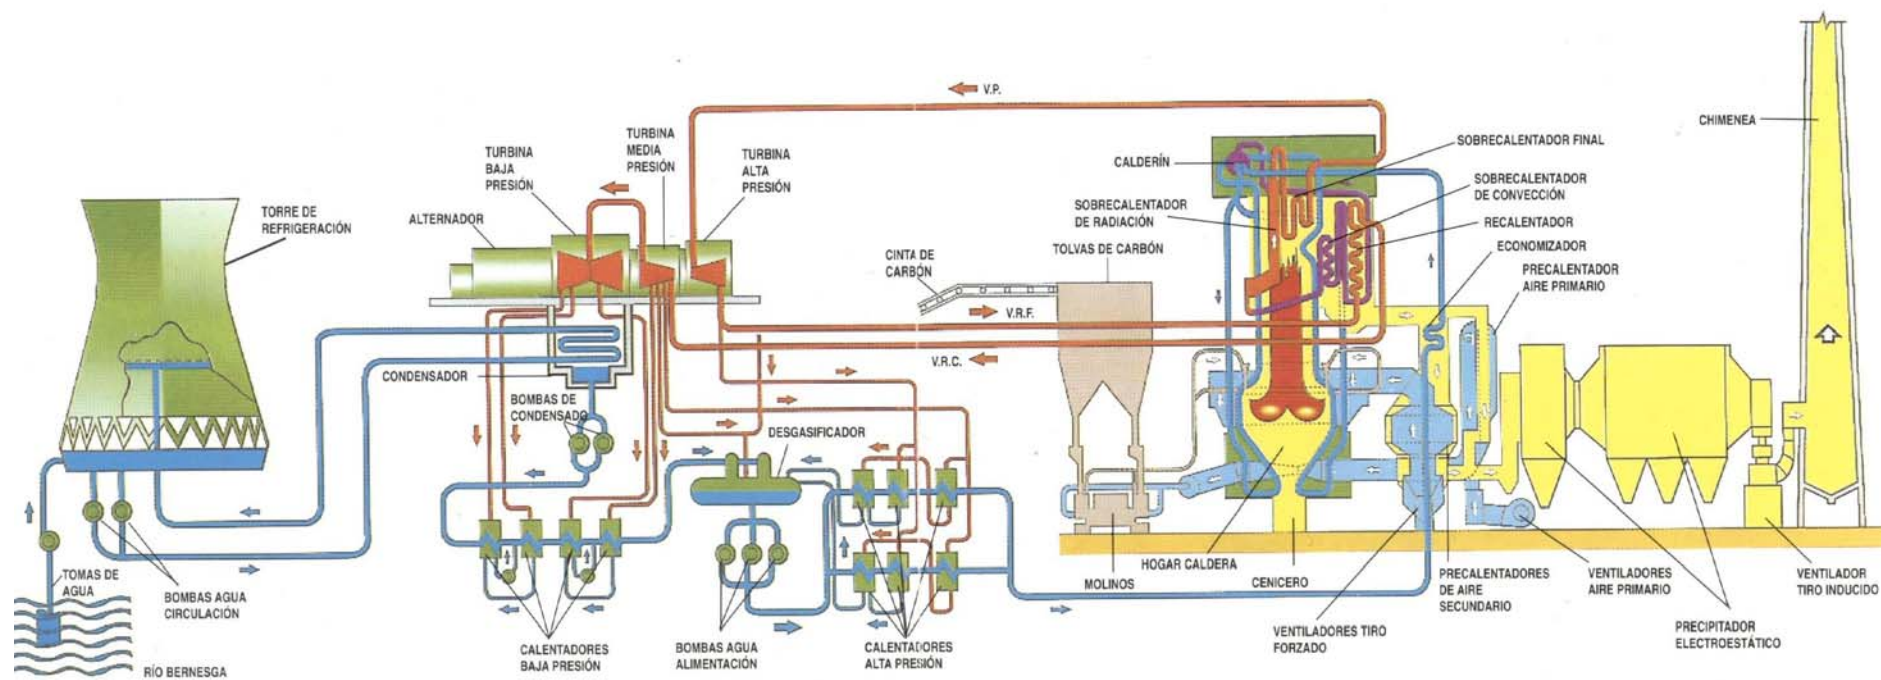 V.P.
CHIMENEA
TURBINA
MEDIA
PRESIÓN
TURBINA
BAJA
PRESIÓN
TURBINA
ALTA
PRESIÓN
CALDERÍN
SOBRECALENTADOR FINAL
SOBRECALENTADOR
DE CONVECCIÓN
SOBRECALENTADOR
DE RADIACIÓN
RECALENTADOR
TORRE DE
REFRIGERACIÓN
ALTERNADOR
ECONOMIZADOR
CINTA DE
CARBÓN
TOLVAS DE CARBÓN
PRECALENTADOR
AIRE PRIMARIO
V.R.F.
V.R.C.
CONDENSADOR
BOMBAS DE
CONDENSADO
DESGASIFICADOR
TOMAS DE
AGUA
BOMBAS AGUA
CIRCULACIÓN
RÍO BERNESGA
CALENTADORES
BAJA PRESIÓN
BOMBAS AGUA
ALIMENTACIÓN
CALENTADORES
ALTA PRESIÓN
MOLINOS
HOGAR CALDERA
CENICERO
VENTILADORES TIRO
FORZADO
PRECALENTADORES
DE AIRE
SECUNDARIO
VENTILADORES
AIRE PRIMARIO
PRECIPITADOR
ELECTROESTÁTICO
VENTILADOR
TIRO INDUCIDO